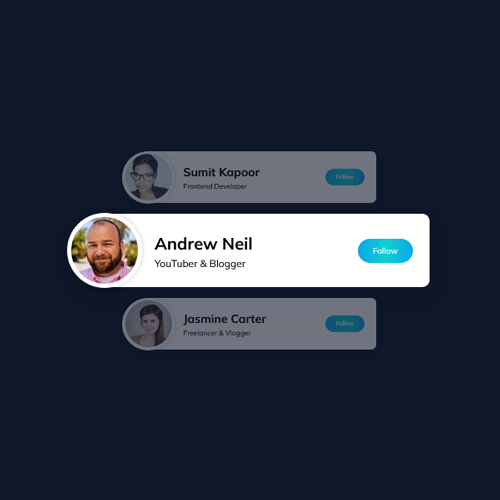 Sumit Kapoor
Frontend Developer
Follow
Andrew Neil
YouTuber & Blogger
Follow
Jasmine Carter
Freelancer & Vlogger
Follow